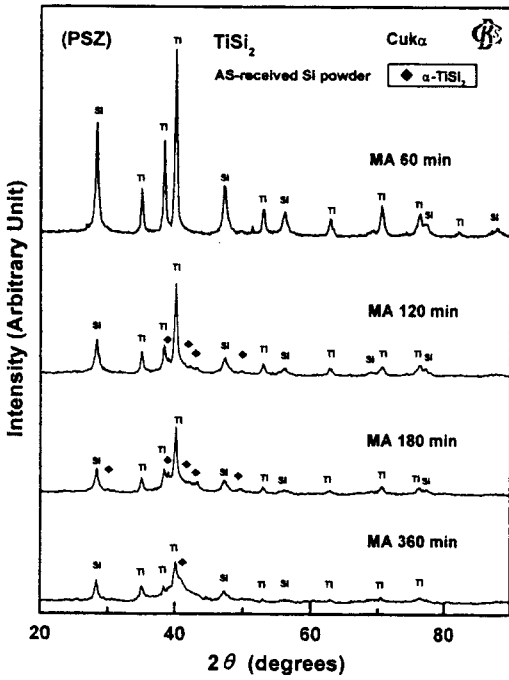 (PSZ) TiSi2 Cukα
AS-received Si powder ◆ α-TiSi2
Intensity (Arbitrary Unit)
MA 60 min
Si Ti Ti Ti Si Ti Si Ti Ti Ti Si Ti Si
MA 120 min
Si Ti Ti ◆ Ti ◆ ◆ Si ◆ Ti Si Ti Si Ti Ti Si
MA 180 min
Si ◆ Ti Ti ◆ Ti ◆ ◆ Si ◆ Ti Si Ti Ti Ti Si
MA 360 min
Si Ti Ti Ti ◆ Si Ti Si Ti Ti Ti
20 40 60 80
2θ (degrees)